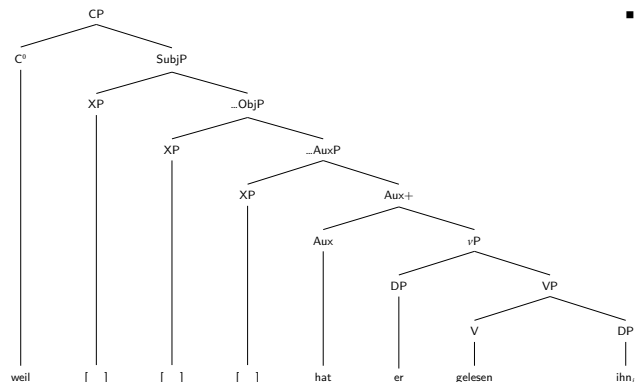 CP
C⁰ SubjP
XP ...ObjP
XP ...AuxP
XP Aux+
Aux vP
DP VP
V DP
weil [ ] [ ] [ ] hat er gelesen ihn,